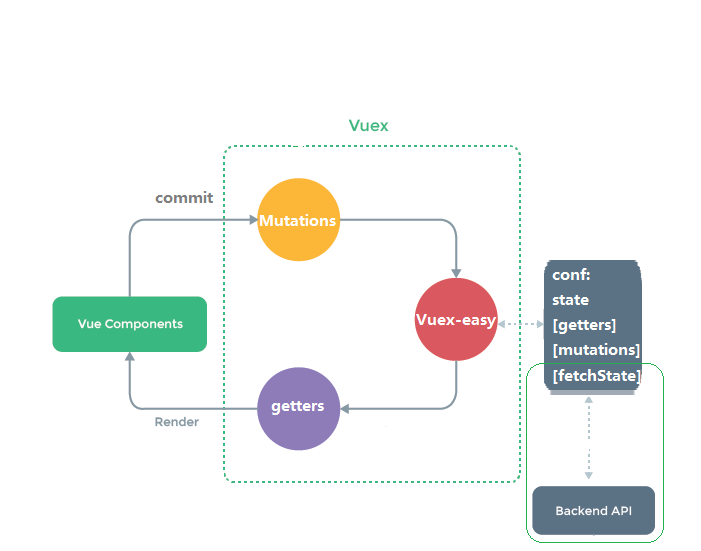 Vuex
commit
Mutations
conf:
state
[getters]
[mutations]
[fetchState]
Vuex-easy
Vue Components
getters
Render
Backend API